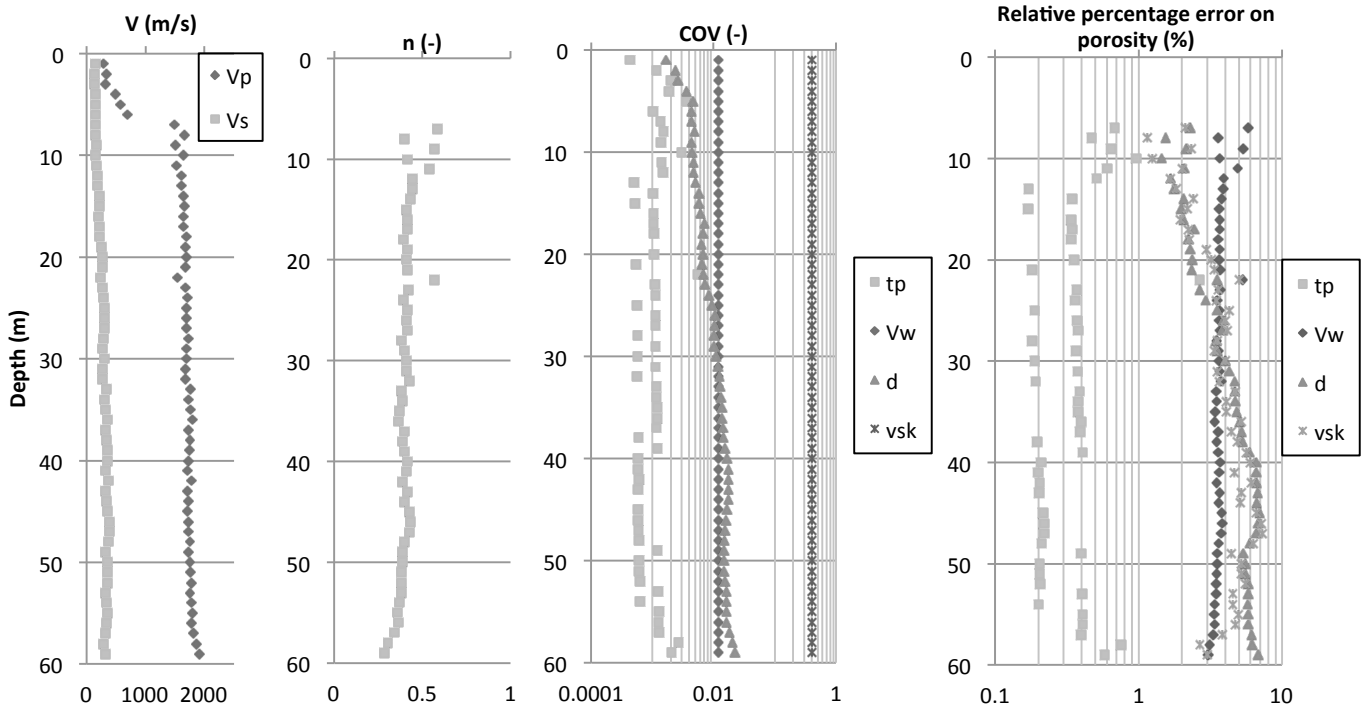 V (m/s)
0
10
20
30
40
50
60
Depth (m)
0
1000
2000
Vp
Vs
n (-)
0
10
20
30
40
50
60
0
0.5
1
COV (-)
0
10
20
30
40
50
60
0.0001
0.01
1
tp
Vw
d
vsk
Relative percentage error on
porosity (%)
0
10
20
30
40
50
60
0.1
1
10
tp
Vw
d
vsk